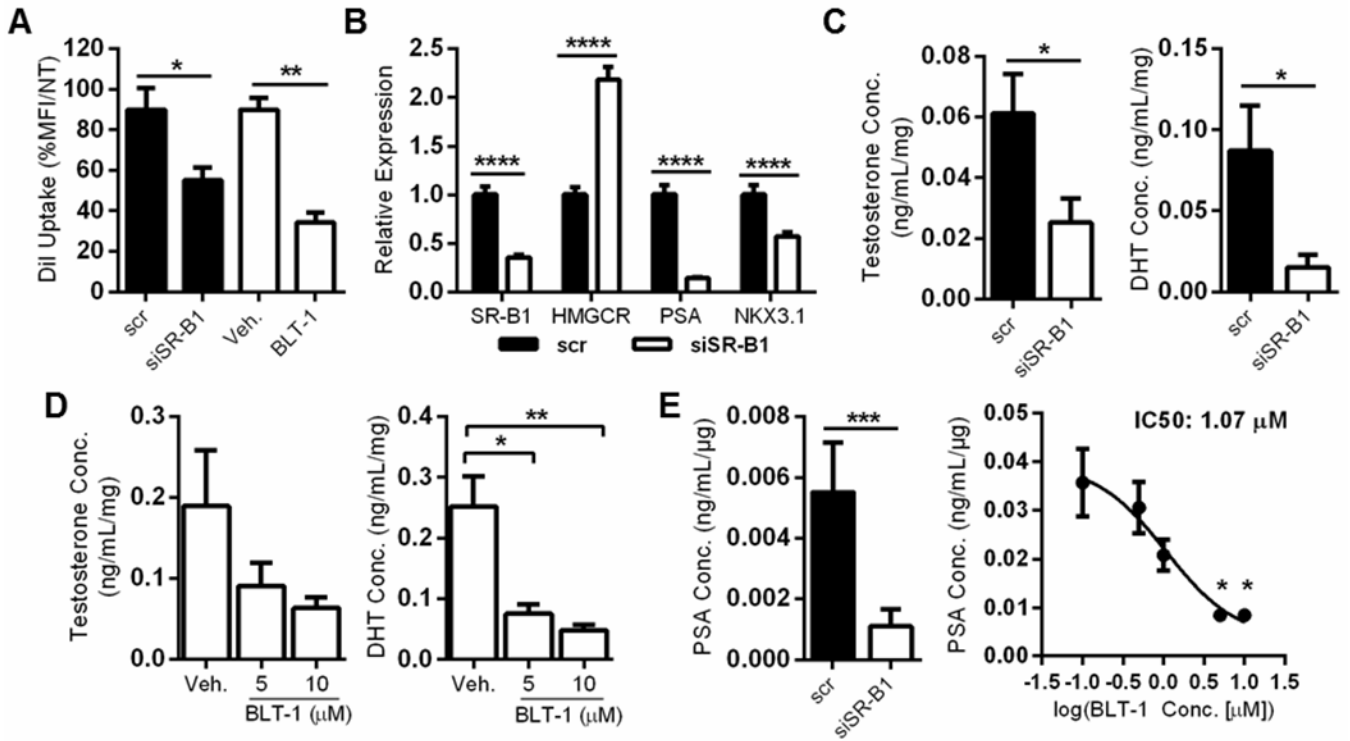 A
DiI Uptake (%MFI/NT)
120
100
80
60
40
20
0
*
**
scr
siSR-B1
Veh.
BLT-1
B
Relative Expression
2.5
2.0
1.5
1.0
0.5
0.0
****
****
****
****
SR-B1 HMGCR PSA NKX3.1
scr siSR-B1
C
Testosterone Conc.
(ng/mL/mg)
0.08
0.06
0.04
0.02
0.00
*
scr
siSR-B1
DHT Conc. (ng/mL/mg)
0.15
0.10
0.05
0.00
*
scr
siSR-B1
D
Testosterone Conc.
(ng/mL/mg)
0.3
0.2
0.1
0.0
Veh. 5 10
BLT-1 (μM)
DHT Conc. (ng/mL/mg)
0.4
0.3
0.2
0.1
0.0
**
*
Veh. 5 10
BLT-1 (μM)
E
PSA Conc. (ng/mL/μg)
0.008
0.006
0.004
0.002
0.000
***
scr
siSR-B1
PSA Conc. (ng/mL/μg)
0.05
0.04
0.03
0.02
0.01
0.00
IC50: 1.07 μM
* *
-1.5 -1.0 -0.5 0.0 0.5 1.0 1.5
log(BLT-1 Conc. [μM])